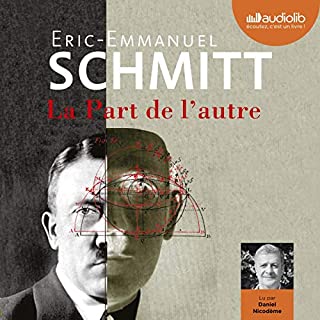 audiolib
écoutez, c'est un livre !
ERIC-EMMANUEL
SCHMITT
La Part de l'autre
Lu par
Daniel
Nicodème